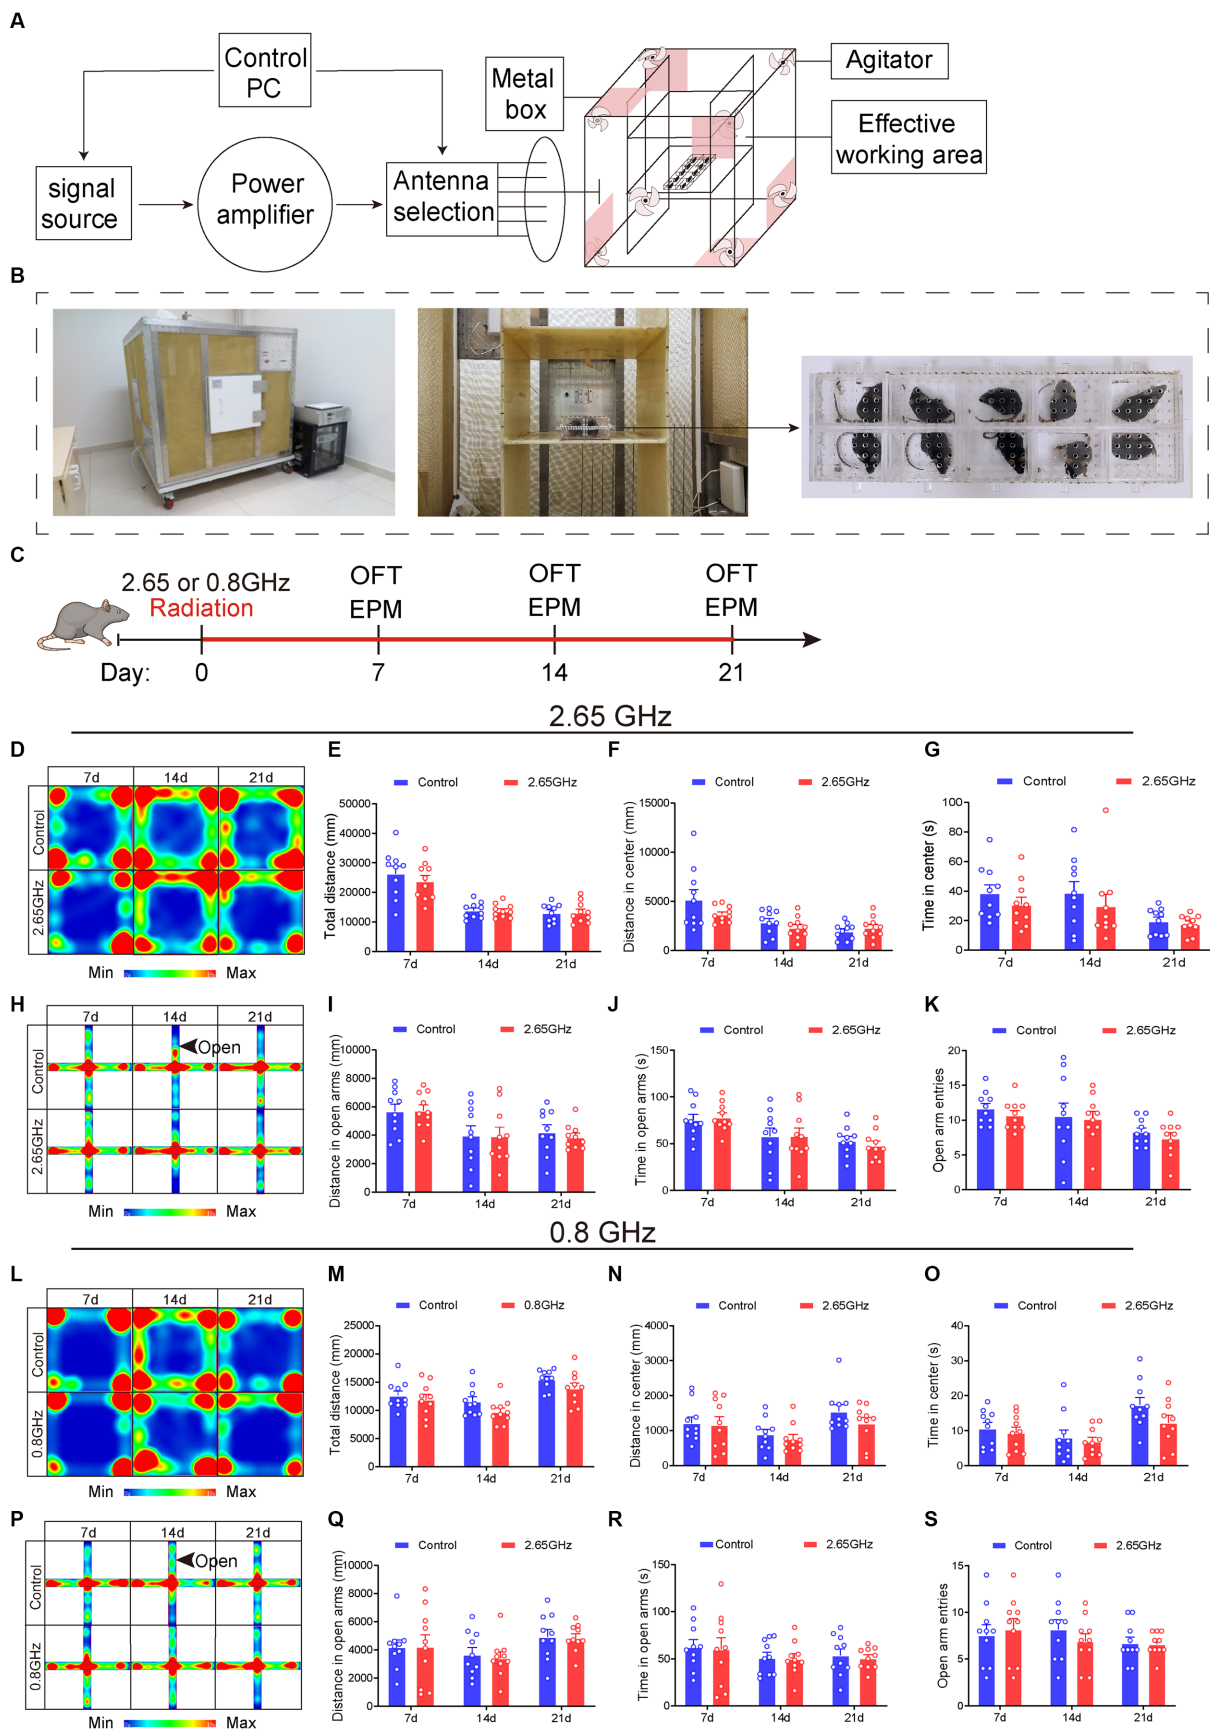 A
Control
PC
Metal
box
Agitator
Effective
working area
signal
source
Power
amplifier
Antenna
selection
B
C
2.65 or 0.8GHz
Radiation
OFT
EPM
OFT
EPM
OFT
EPM
Day:
0
7
14
21
2.65 GHz
D
7d
14d
21d
Control
2.65GHz
Min
Max
E
Control
2.65GHz
Total distance (mm)
50000
40000
30000
20000
10000
0
7d
14d
21d
F
Control
2.65GHz
Distance in center (mm)
15000
10000
5000
0
7d
14d
21d
G
Control
2.65GHz
Time in center (s)
100
80
60
40
20
0
7d
14d
21d
H
7d
14d
21d
Open
Control
2.65GHz
Min
Max
I
Control
2.65GHz
Distance in open arms (mm)
10000
8000
6000
4000
2000
0
7d
14d
21d
J
Control
2.65GHz
Time in open arms (s)
150
100
50
0
7d
14d
21d
K
Control
2.65GHz
Open arm entries
20
15
10
5
0
7d
14d
21d
0.8 GHz
L
7d
14d
21d
Control
0.8GHz
Min
Max
M
Control
0.8GHz
Total distance (mm)
25000
20000
15000
10000
5000
0
7d
14d
21d
N
Control
2.65GHz
Distance in center (mm)
4000
3000
2000
1000
0
7d
14d
21d
O
Control
2.65GHz
Time in center (s)
40
30
20
10
0
7d
14d
21d
P
7d
14d
21d
Open
Control
0.8GHz
Min
Max
Q
Control
2.65GHz
Distance in open arms (mm)
10000
8000
6000
4000
2000
0
7d
14d
21d
R
Control
2.65GHz
Time in open arms (s)
150
100
50
0
7d
14d
21d
S
Control
2.65GHz
Open arm entries
15
10
5
0
7d
14d
21d